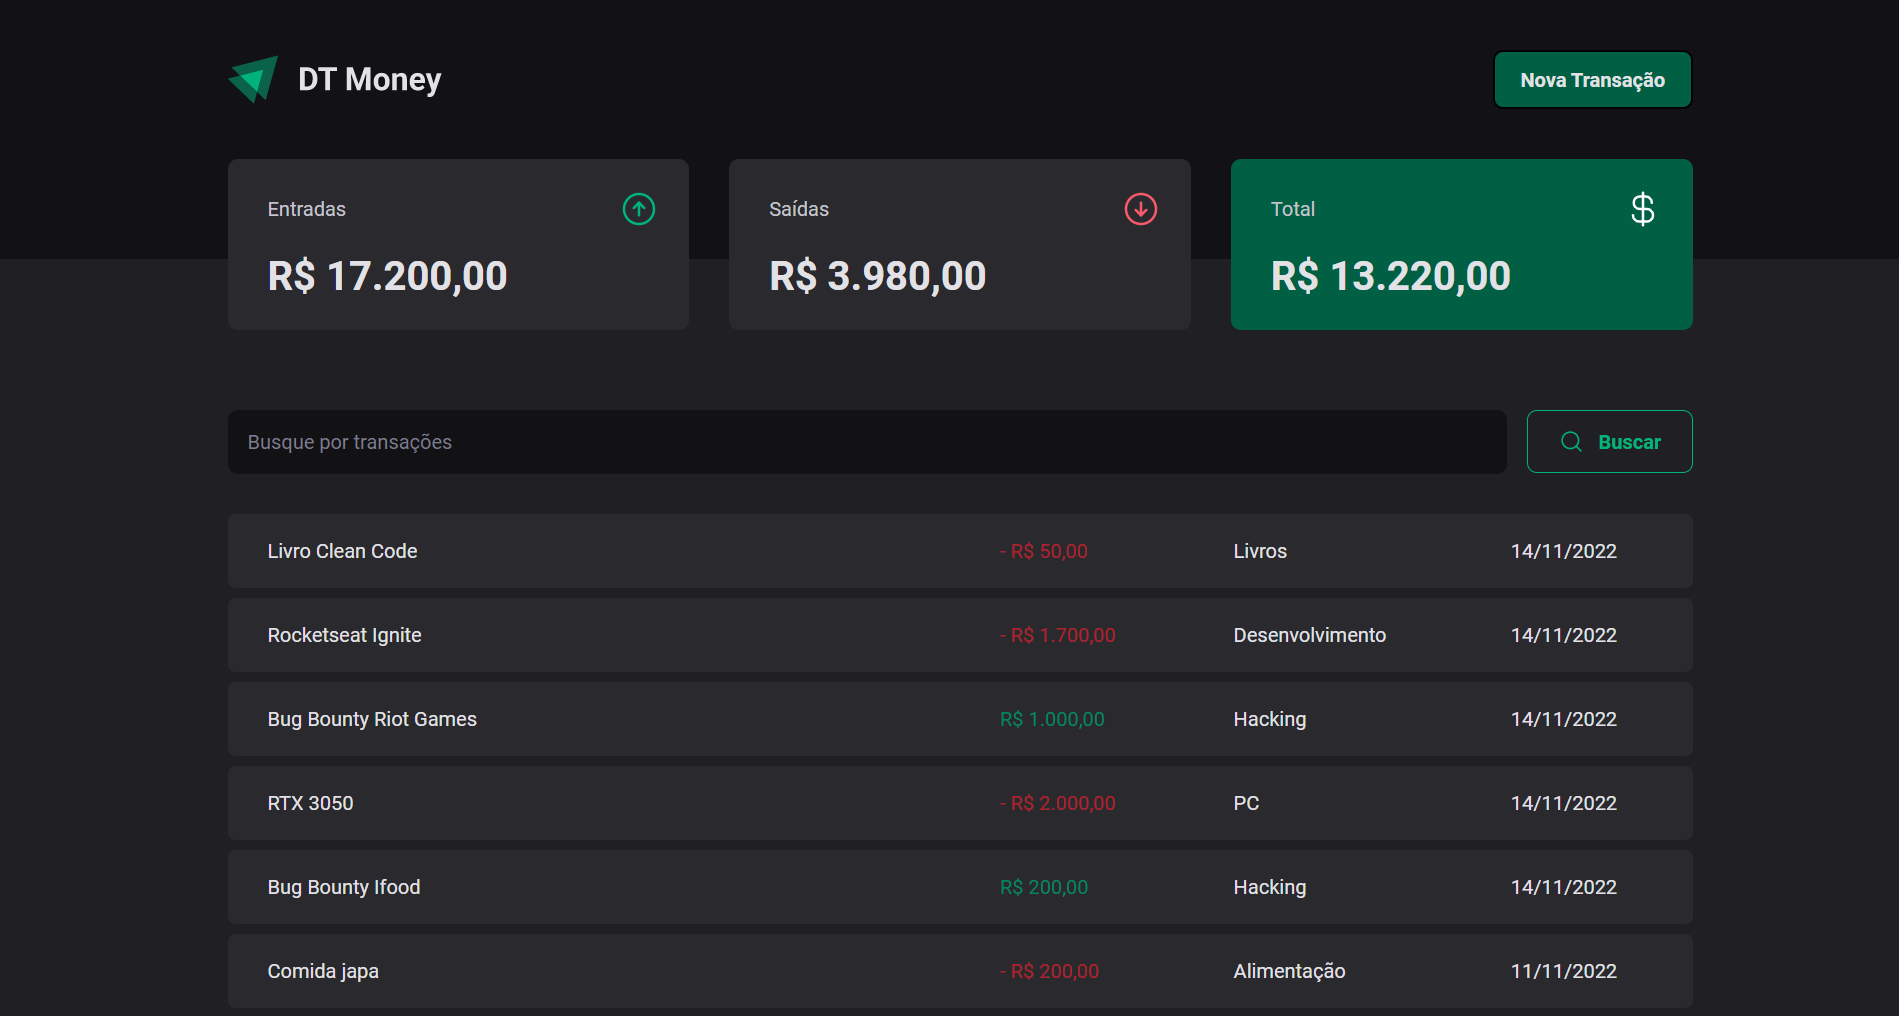 DT Money
Nova Transação
Entradas
Saídas
Total
$
R$ 17.200,00
R$ 3.980,00
R$ 13.220,00
Busque por transações
Buscar
Livro Clean Code - R$ 50,00 Livros 14/11/2022
Rocketseat Ignite - R$ 1.700,00 Desenvolvimento 14/11/2022
Bug Bounty Riot Games R$ 1.000,00 Hacking 14/11/2022
RTX 3050 - R$ 2.000,00 PC 14/11/2022
Bug Bounty Ifood R$ 200,00 Hacking 14/11/2022
Comida japa - R$ 200,00 Alimentação 11/11/2022